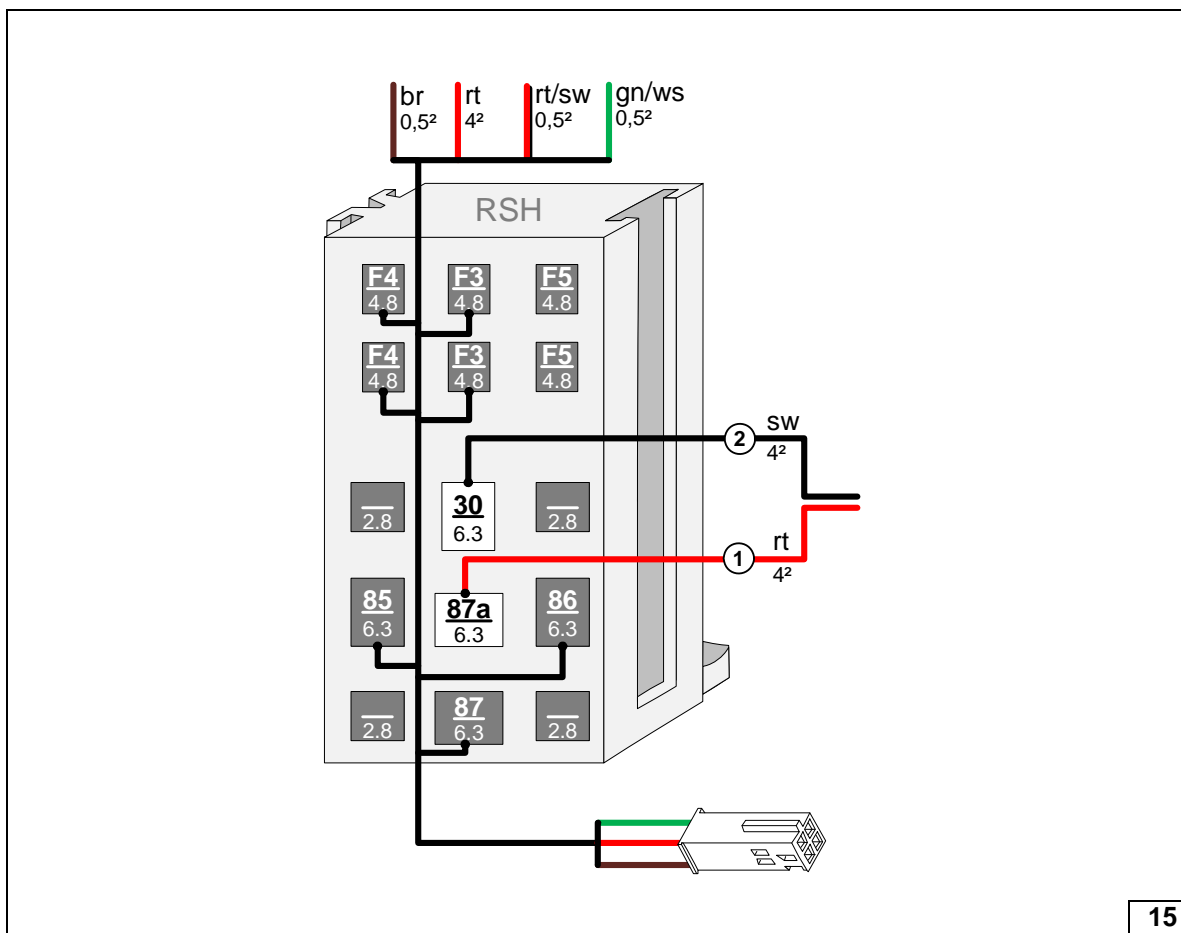 br rt rt/sw gn/ws
0,5² 4² 0,5² 0,5²
RSH
F4 F3 F5
4.8 4.8 4.8
F4 F3 F5
4.8 4.8 4.8
2 sw
4²
30
2.8 6.3 2.8
1 rt
4²
85 87a 86
6.3 6.3 6.3
87
2.8 6.3 2.8
15